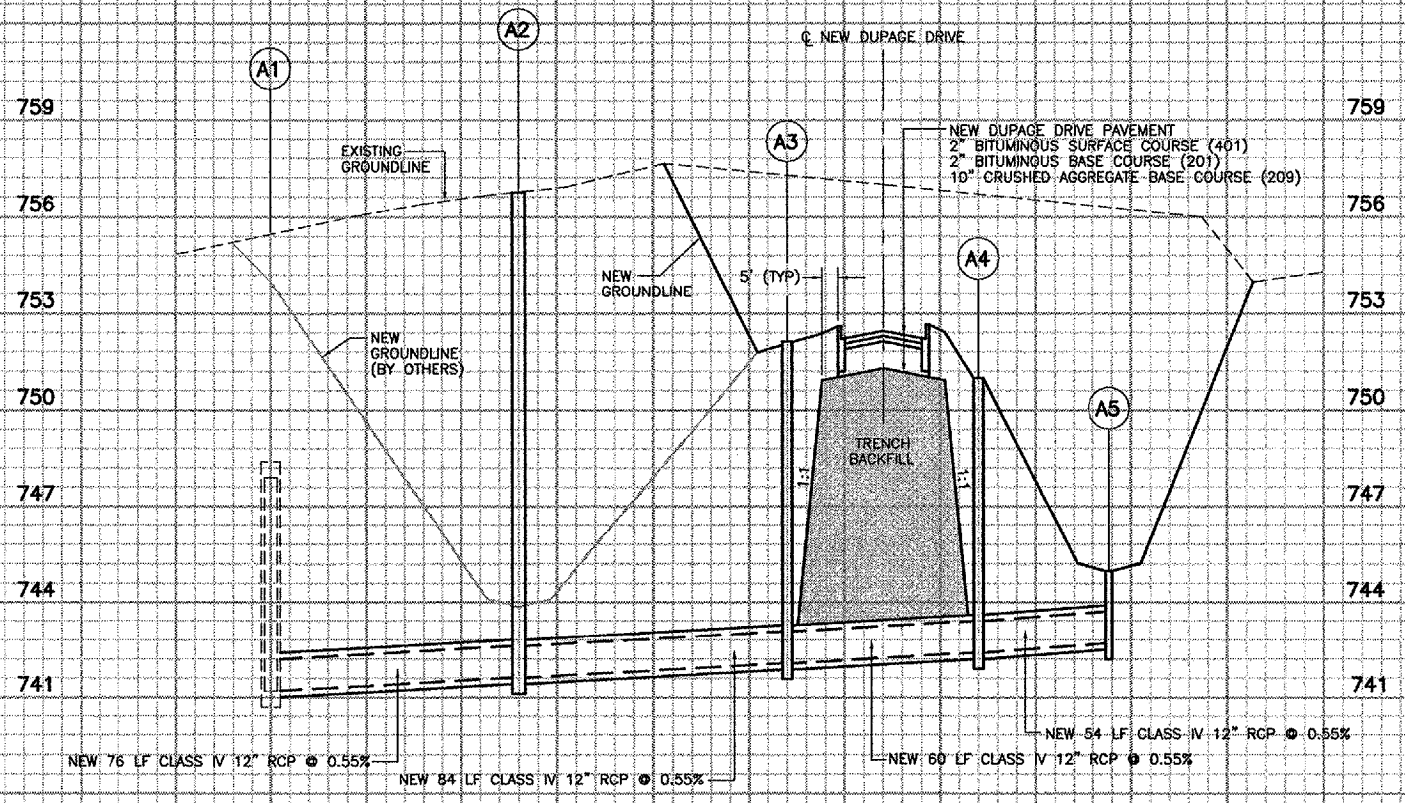 A2
℄ NEW DUPAGE DRIVE
A1
759
759
A3
NEW DUPAGE DRIVE PAVEMENT
2" BITUMINOUS SURFACE COURSE (401)
2" BITUMINOUS BASE COURSE (201)
10" CRUSHED AGGREGATE BASE COURSE (209)
EXISTING
GROUNDLINE
756
756
A4
NEW
GROUNDLINE
5' (TYP)
753
753
NEW
GROUNDLINE
(BY OTHERS)
750
750
A5
TRENCH
BACKFILL
1:1
1:1
747
747
744
744
741
741
NEW 76 LF CLASS IV 12" RCP @ 0.55%
NEW 84 LF CLASS IV 12" RCP @ 0.55%
NEW 60 LF CLASS IV 12" RCP @ 0.55%
NEW 54 LF CLASS IV 12" RCP @ 0.55%